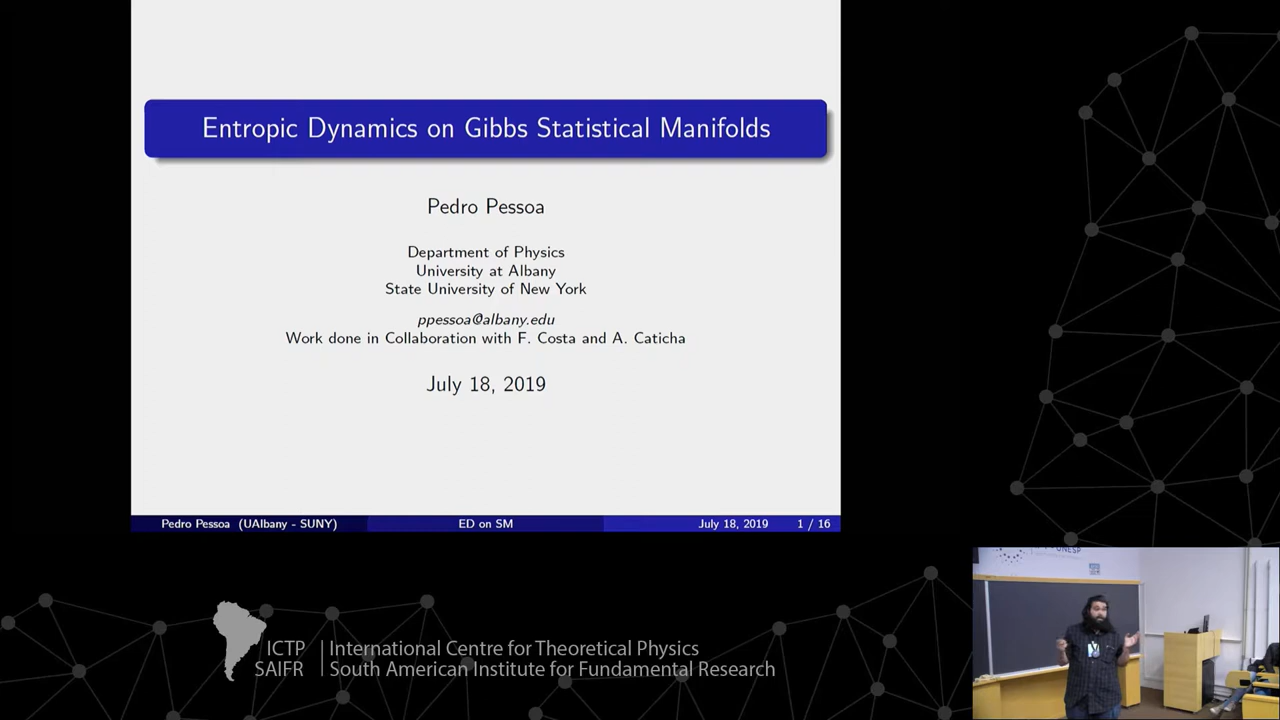 Entropic Dynamics on Gibbs Statistical Manifolds
Pedro Pessoa
Department of Physics
University at Albany
State University of New York
ppessoa@albany.edu
Work done in Collaboration with F. Costa and A. Caticha
July 18, 2019
Pedro Pessoa (UAlbany - SUNY) ED on SM July 18, 2019 1 / 16
UNESP
ICTP International Centre for Theoretical Physics
SAIFR South American Institute for Fundamental Research